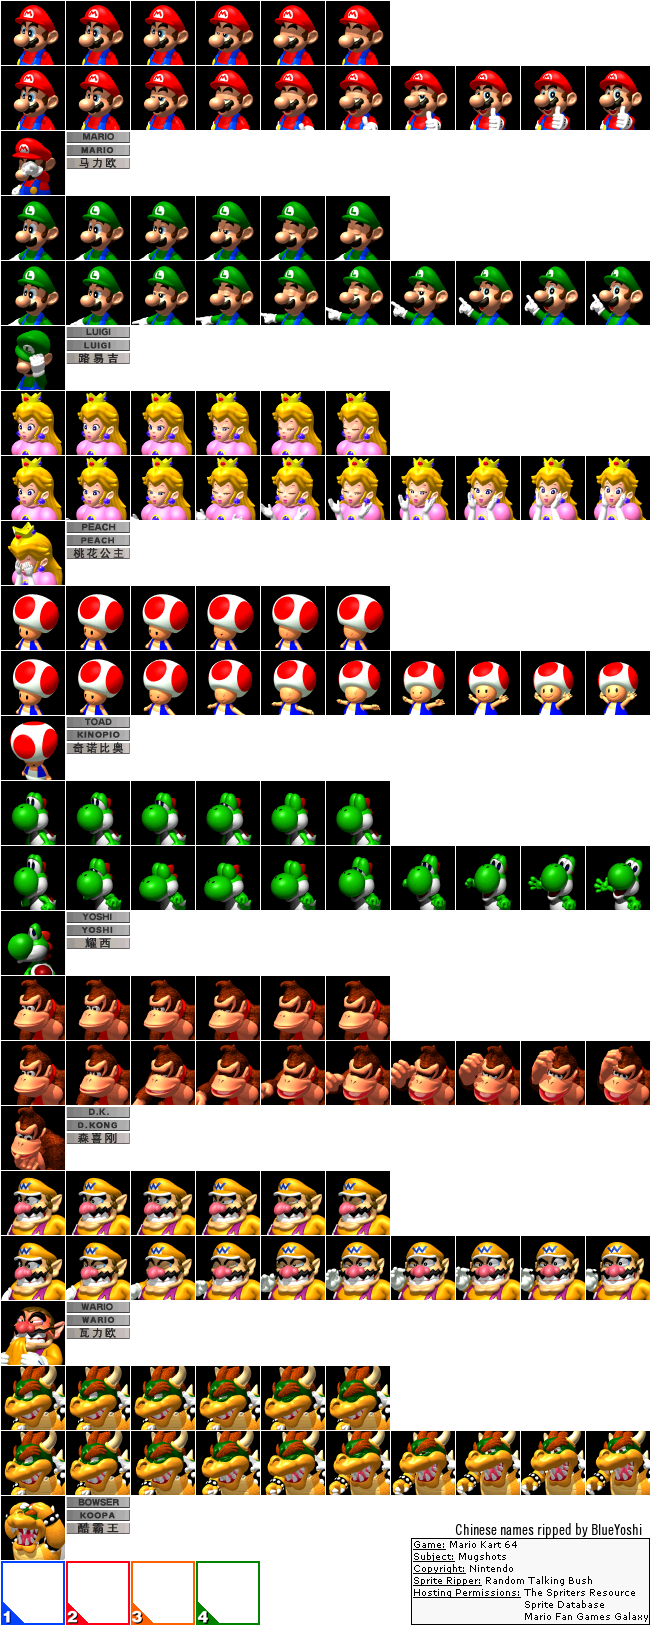 MARIO
MARIO
马力欧
LUIGI
LUIGI
路易吉
PEACH
PEACH
桃花公主
TOAD
KINOPIO
奇诺比奥
YOSHI
YOSHI
耀西
D.K.
D.KONG
森喜刚
WARIO
WARIO
瓦力欧
BOWSER
KOOPA
酷霸王
Chinese names ripped by BlueYoshi
Game: Mario Kart 64
Subject: Mugshots
Copyright: Nintendo
Sprite Ripper: Random Talking Bush
Hosting Permissions: The Spriters Resource
Sprite Database
Mario Fan Games Galaxy
1 2 3 4